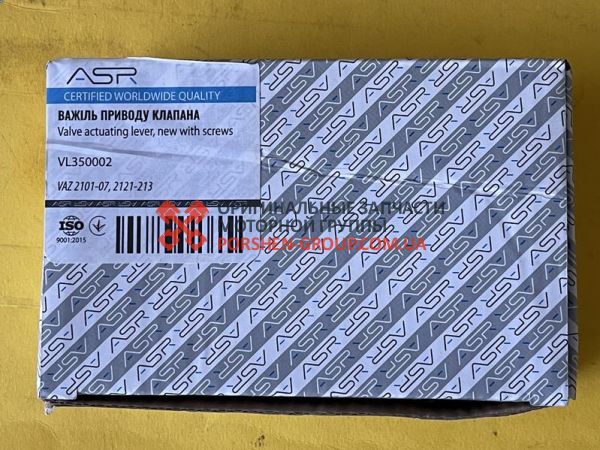 ASR
CERTIFIED WORLDWIDE QUALITY
ВАЖІЛЬ ПРИВОДУ КЛАПАНА
Valve actuating lever, new with screws
VL350002
VAZ 2101-07, 2121-213
ISO
9001:2015
ОРИГИНАЛЬНЫЕ ЗАПЧАСТИ
МОТОРНОЙ ГРУППЫ
PORSHEN-GROUP.COM.UA